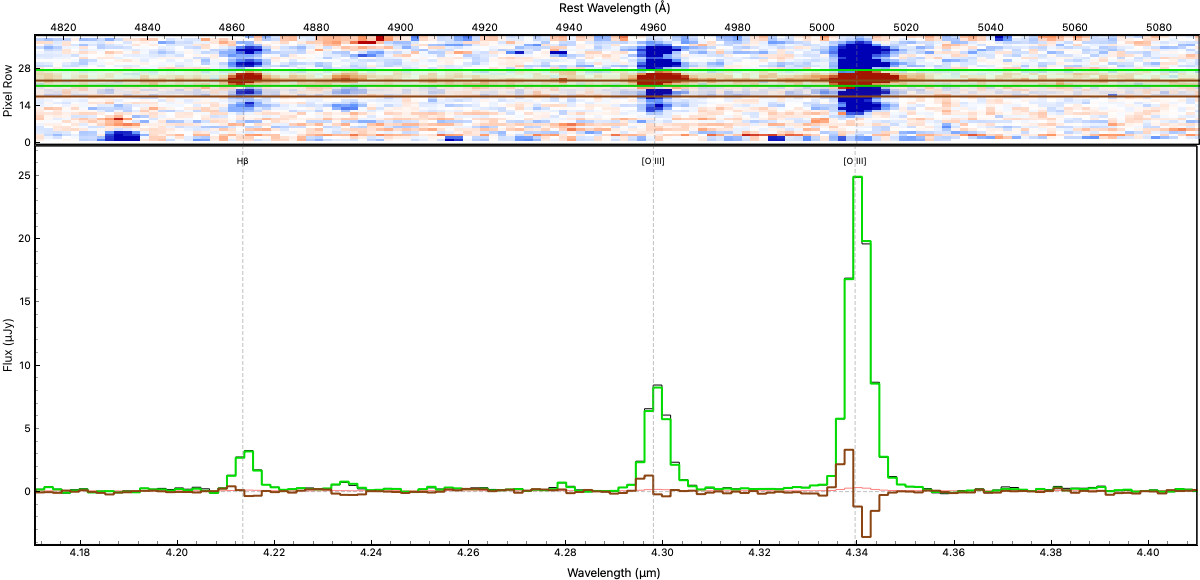 Rest Wavelength (Å)
4820 4840 4860 4880 4900 4920 4940 4960 4980 5000 5020 5040 5060 5080
Pixel Row
28
14
0
Hβ [O III] [O III]
Flux (μJy)
25
20
15
10
5
0
4.18 4.20 4.22 4.24 4.26 4.28 4.30 4.32 4.34 4.36 4.38 4.40
Wavelength (μm)